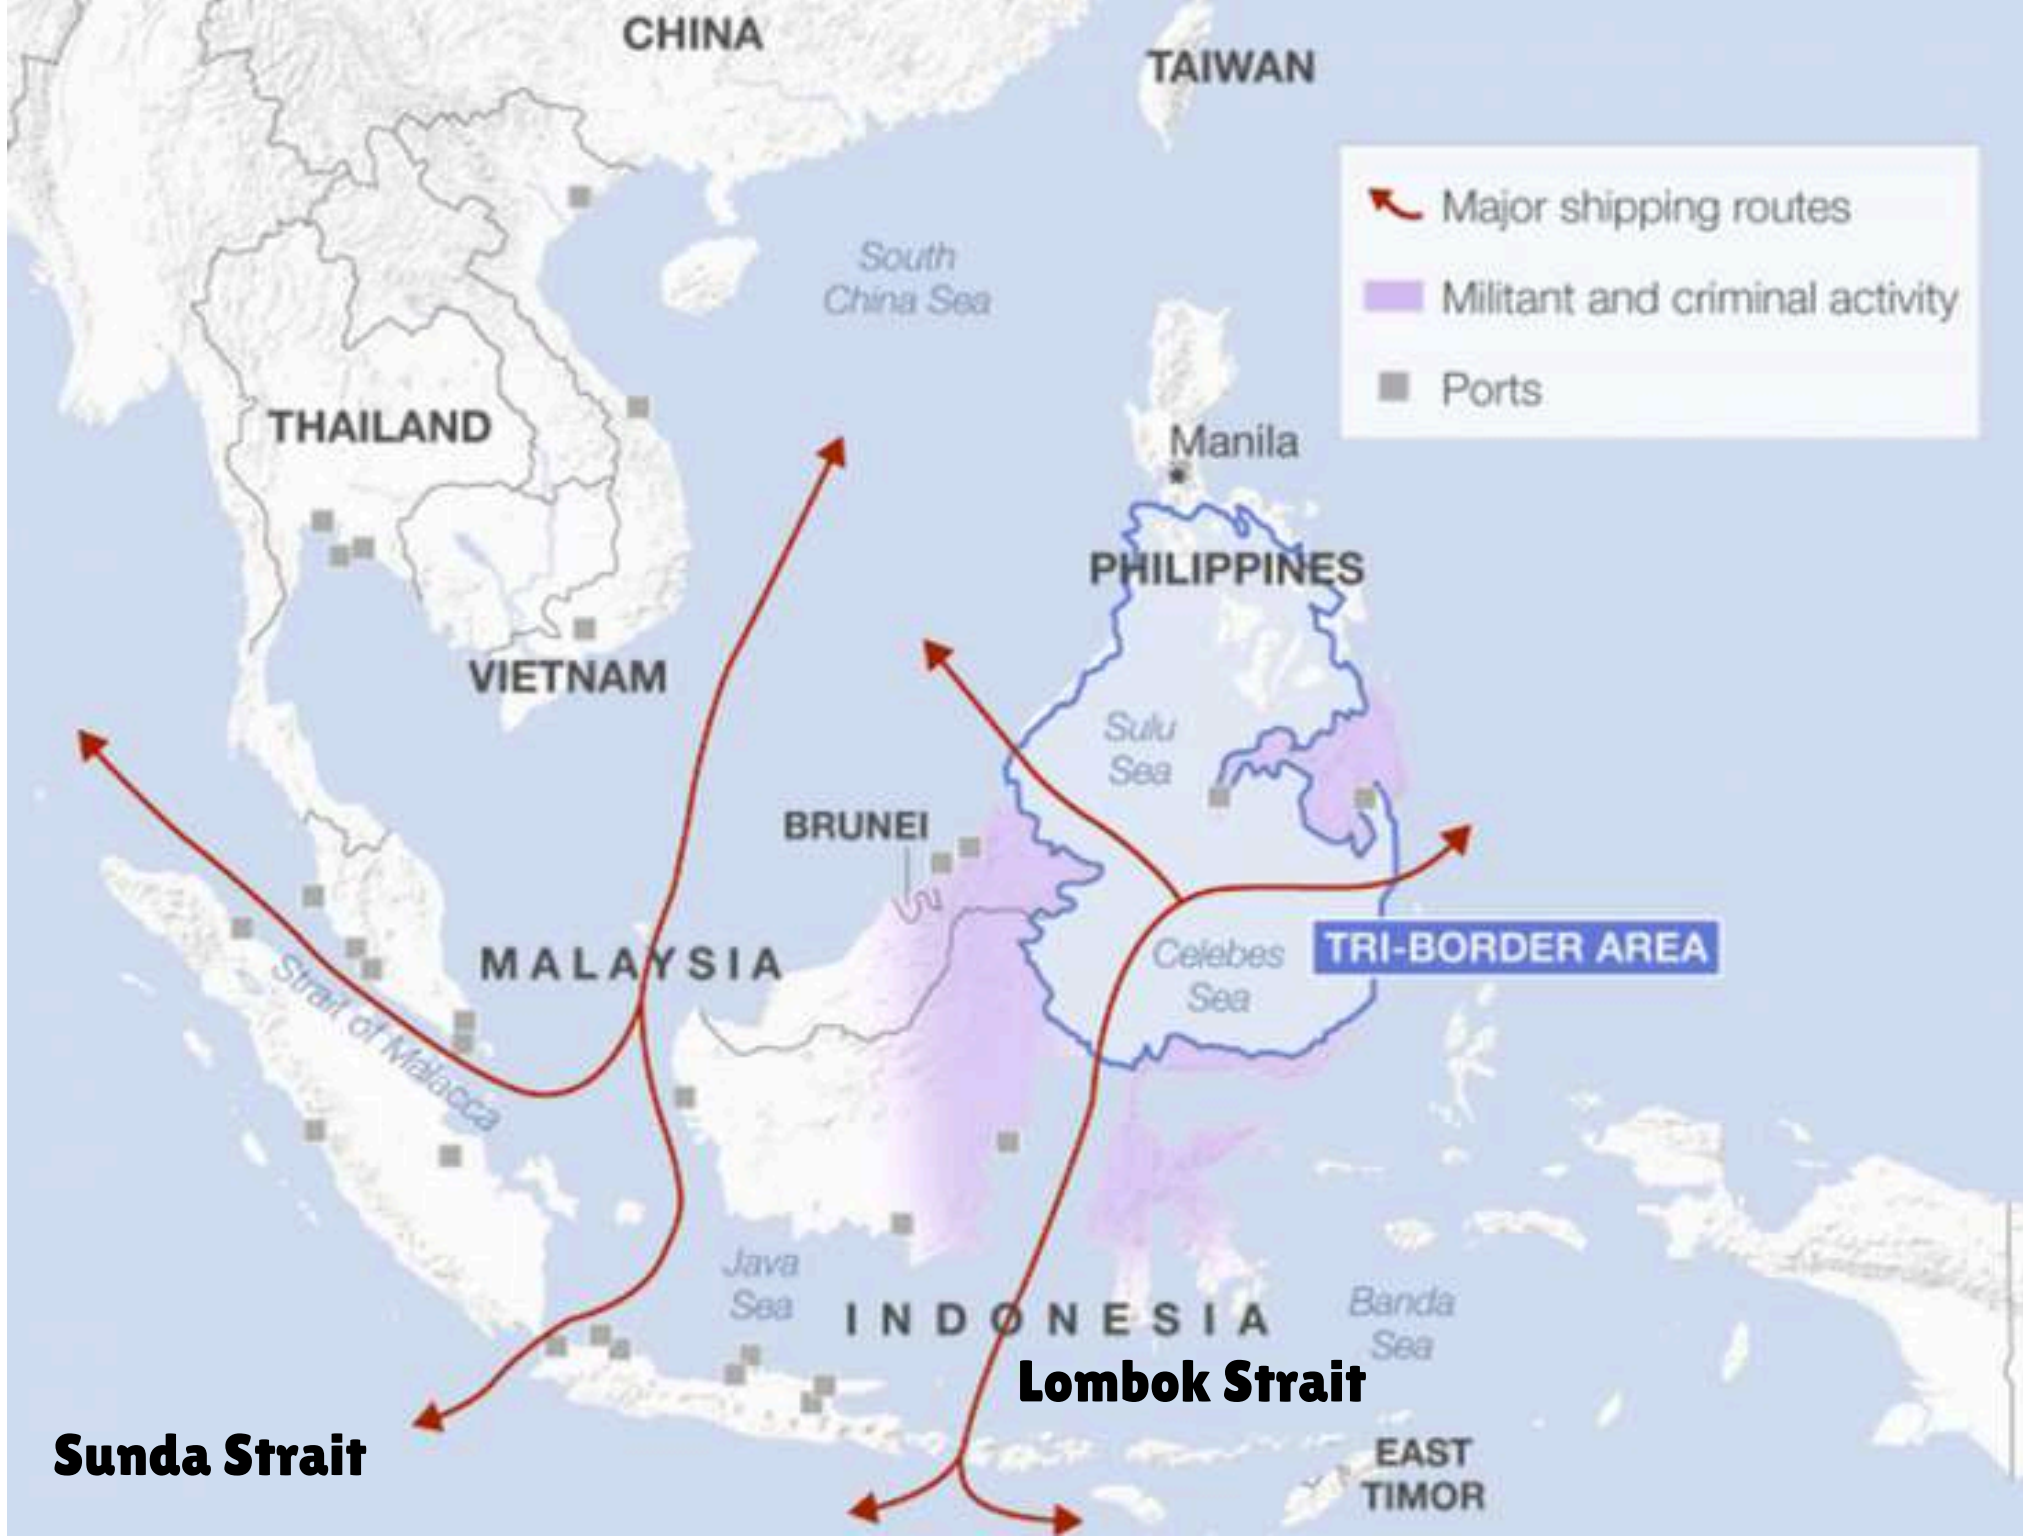 CHINA
TAIWAN
Major shipping routes
Militant and criminal activity
Ports
South
China Sea
THAILAND
Manila
PHILIPPINES
VIETNAM
Sulu
Sea
BRUNEI
MALAYSIA
Strait of Malacca
Celebes
Sea
TRI-BORDER AREA
Java
Sea
INDONESIA
Banda
Sea
Lombok Strait
Sunda Strait
EAST
TIMOR